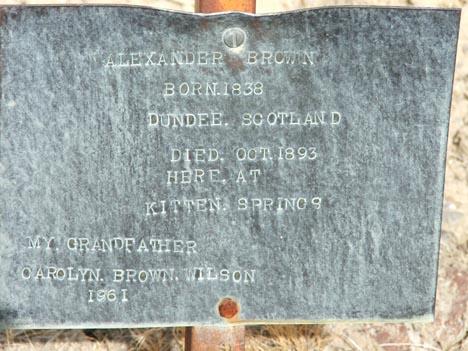 ALEXANDER BROWN
BORN.1838
DUNDEE. SCOTLAND
DIED. OCT.1893
HERE. AT
KITTEN. SPRINGS
MY. GRANDFATHER
CAROLYN. BROWN. WILSON
1961